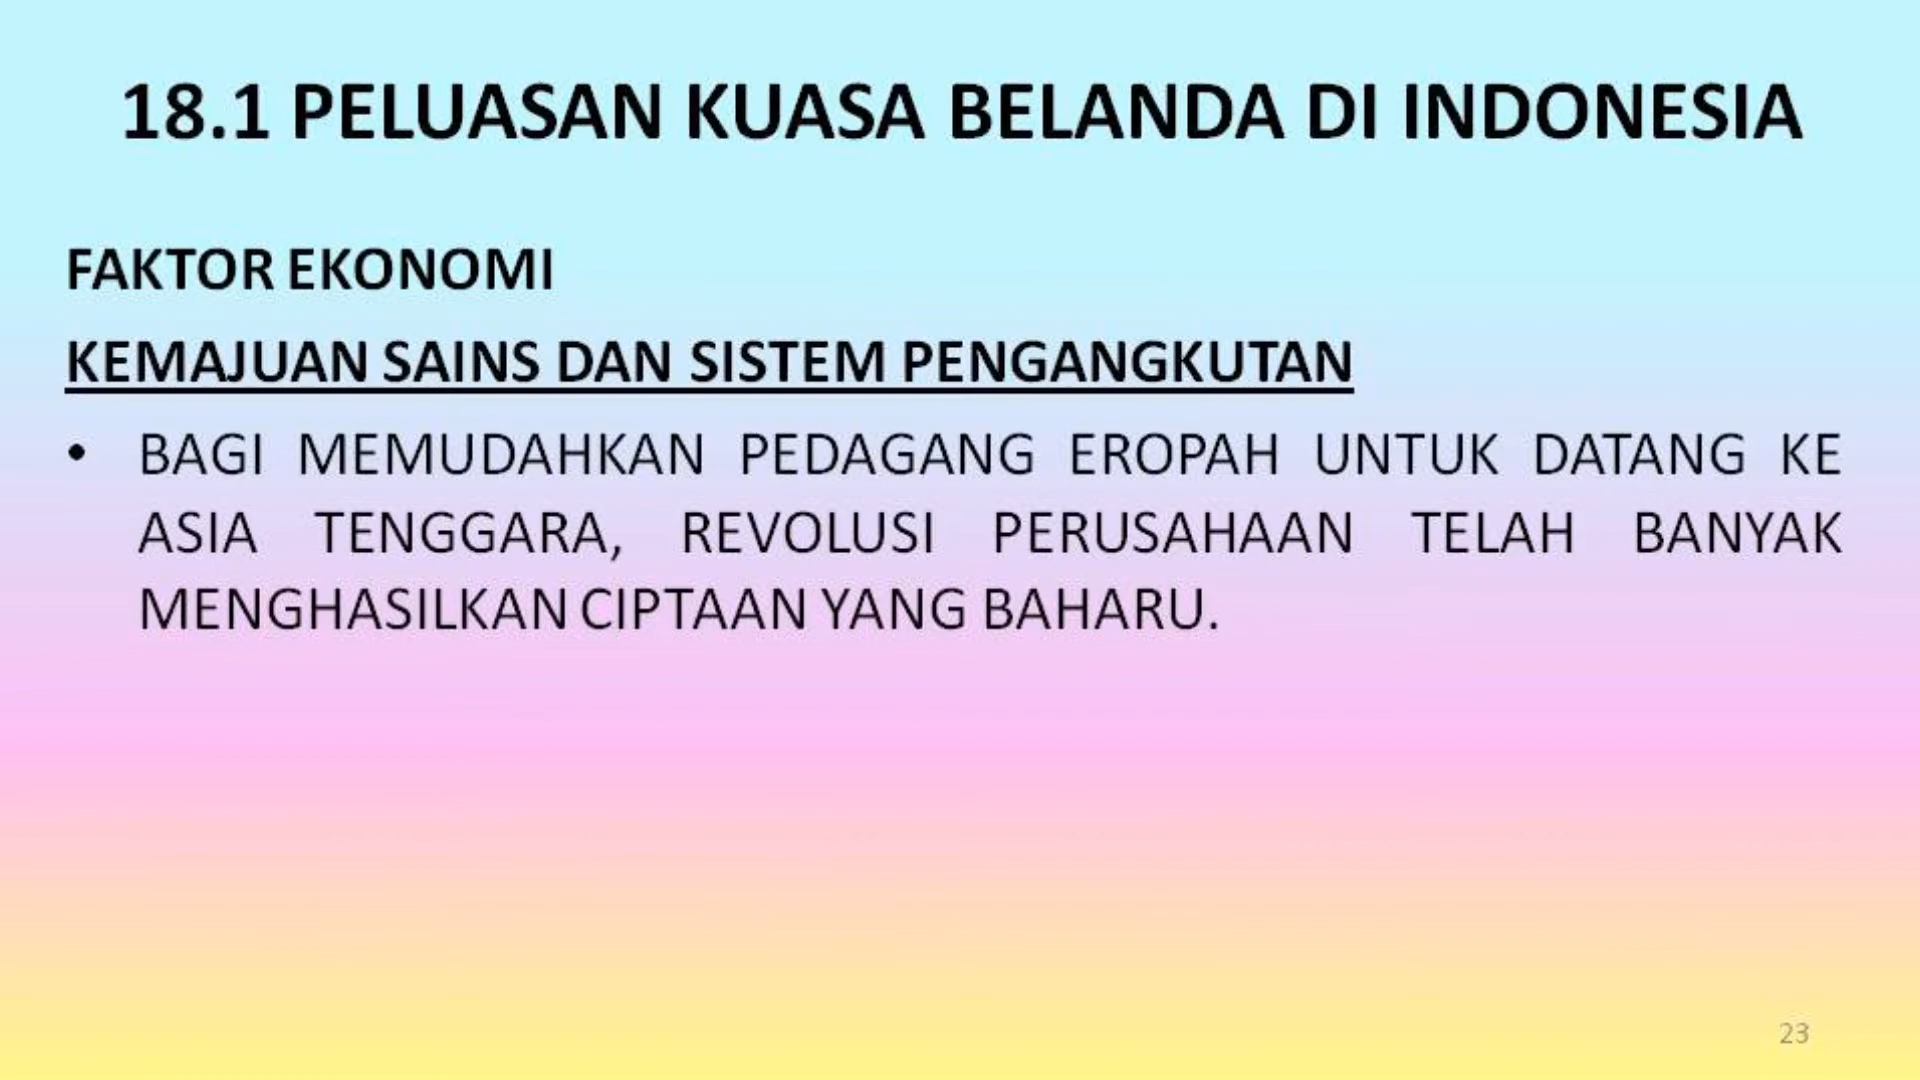 18.1 PELUASAN KUASA BELANDA DI INDONESIA
FAKTOR EKONOMI
KEMAJUAN SAINS DAN SISTEM PENGANGKUTAN
• BAGI MEMUDAHKAN PEDAGANG EROPAH UNTUK DATANG KE
ASIA TENGGARA, REVOLUSI PERUSAHAAN TELAH BANYAK
MENGHASILKAN CIPTAAN YANG BAHARU.
23